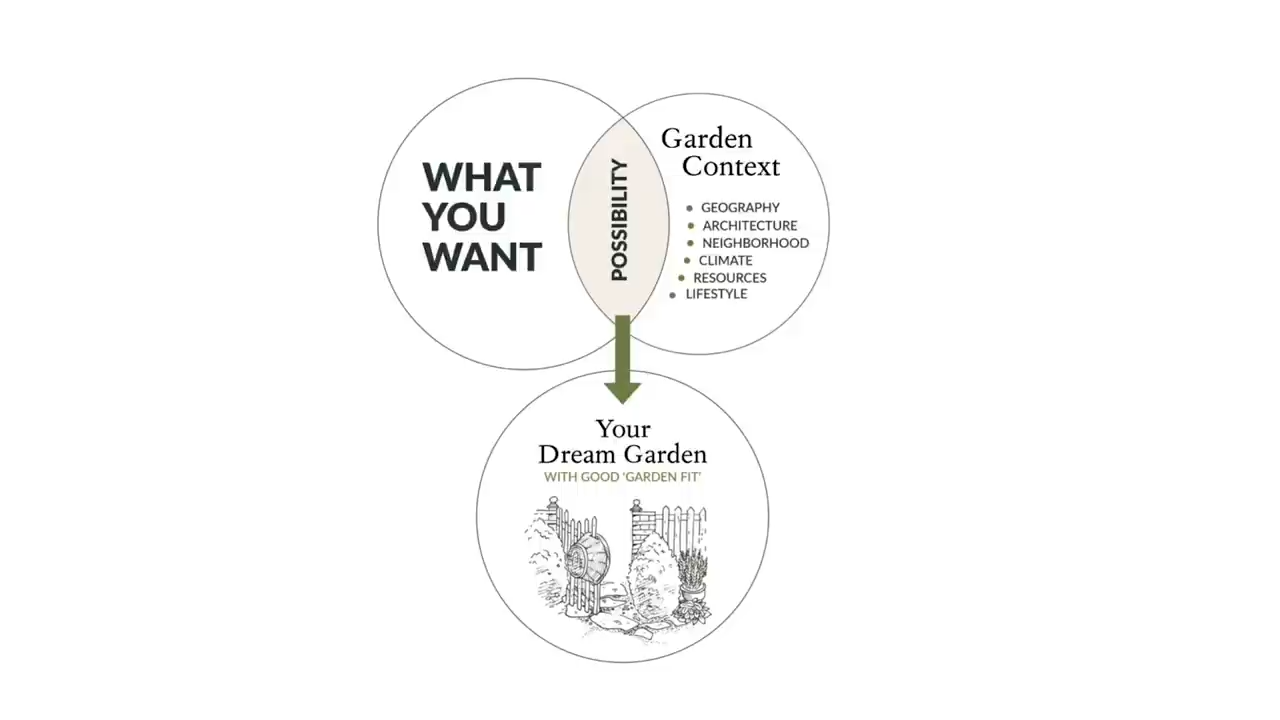 WHAT
YOU
WANT
POSSIBILITY
Garden
Context
• GEOGRAPHY
• ARCHITECTURE
• NEIGHBORHOOD
• CLIMATE
• RESOURCES
• LIFESTYLE
Your
Dream Garden
WITH GOOD 'GARDEN FIT'